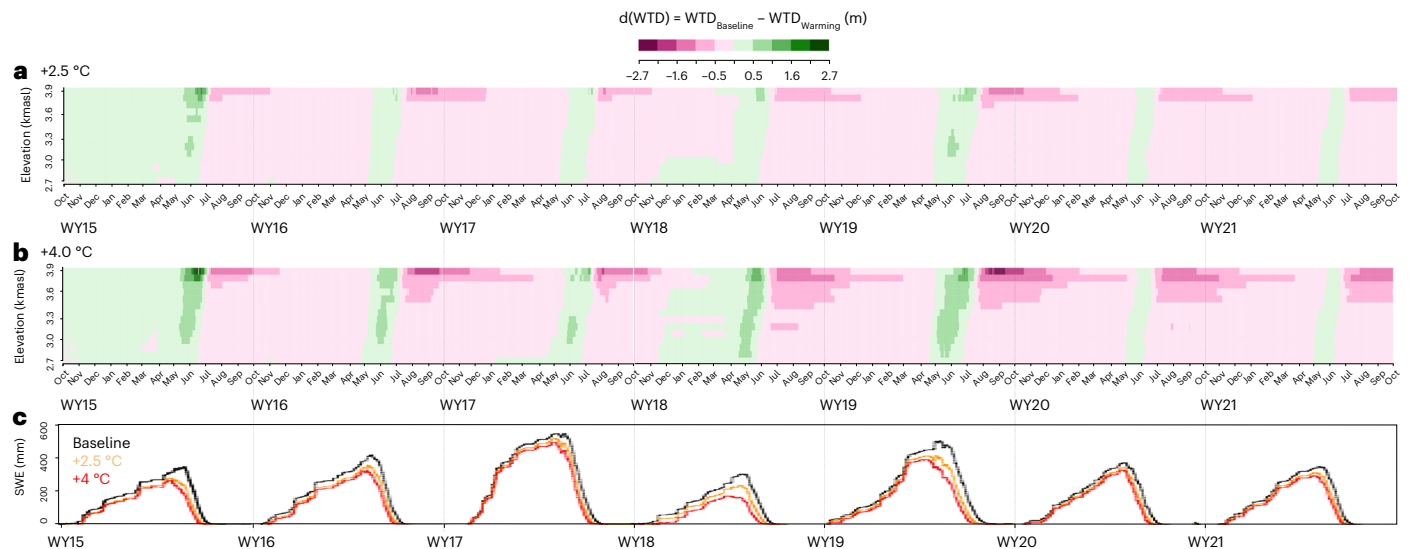 d(WTD) = WTD_Baseline – WTD_Warming (m)
−2.7 −1.6 −0.5 0.5 1.6 2.7
a +2.5 °C
Elevation (kmasl)
3.9
3.6
3.3
3.0
2.7
Oct Nov Dec Jan Feb Mar Apr May Jun Jul Aug Sep Oct Nov Dec Jan Feb Mar Apr May Jun Jul Aug Sep Oct Nov Dec Jan Feb Mar Apr May Jun Jul Aug Sep Oct Nov Dec Jan Feb Mar Apr May Jun Jul Aug Sep Oct Nov Dec Jan Feb Mar Apr May Jun Jul Aug Sep Oct Nov Dec Jan Feb Mar Apr May Jun Jul Aug Sep Oct Nov Dec Jan Feb Mar Apr May Jun Jul Aug Sep Oct
WY15 WY16 WY17 WY18 WY19 WY20 WY21
b +4.0 °C
Elevation (kmasl)
3.9
3.6
3.3
3.0
2.7
Oct Nov Dec Jan Feb Mar Apr May Jun Jul Aug Sep Oct Nov Dec Jan Feb Mar Apr May Jun Jul Aug Sep Oct Nov Dec Jan Feb Mar Apr May Jun Jul Aug Sep Oct Nov Dec Jan Feb Mar Apr May Jun Jul Aug Sep Oct Nov Dec Jan Feb Mar Apr May Jun Jul Aug Sep Oct Nov Dec Jan Feb Mar Apr May Jun Jul Aug Sep Oct Nov Dec Jan Feb Mar Apr May Jun Jul Aug Sep Oct
WY15 WY16 WY17 WY18 WY19 WY20 WY21
c
SWE (mm)
600
400
200
0
Baseline
+2.5 °C
+4 °C
WY15 WY16 WY17 WY18 WY19 WY20 WY21